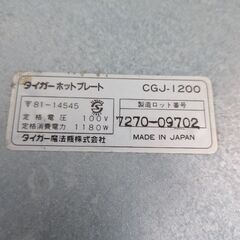 タイガーホットプレート CGJ-1200
〒81-14545
定格電圧 100V
定格消費電力 1180W
タイガー魔法瓶株式会社
製造ロット番号
7270-09702
MADE IN JAPAN